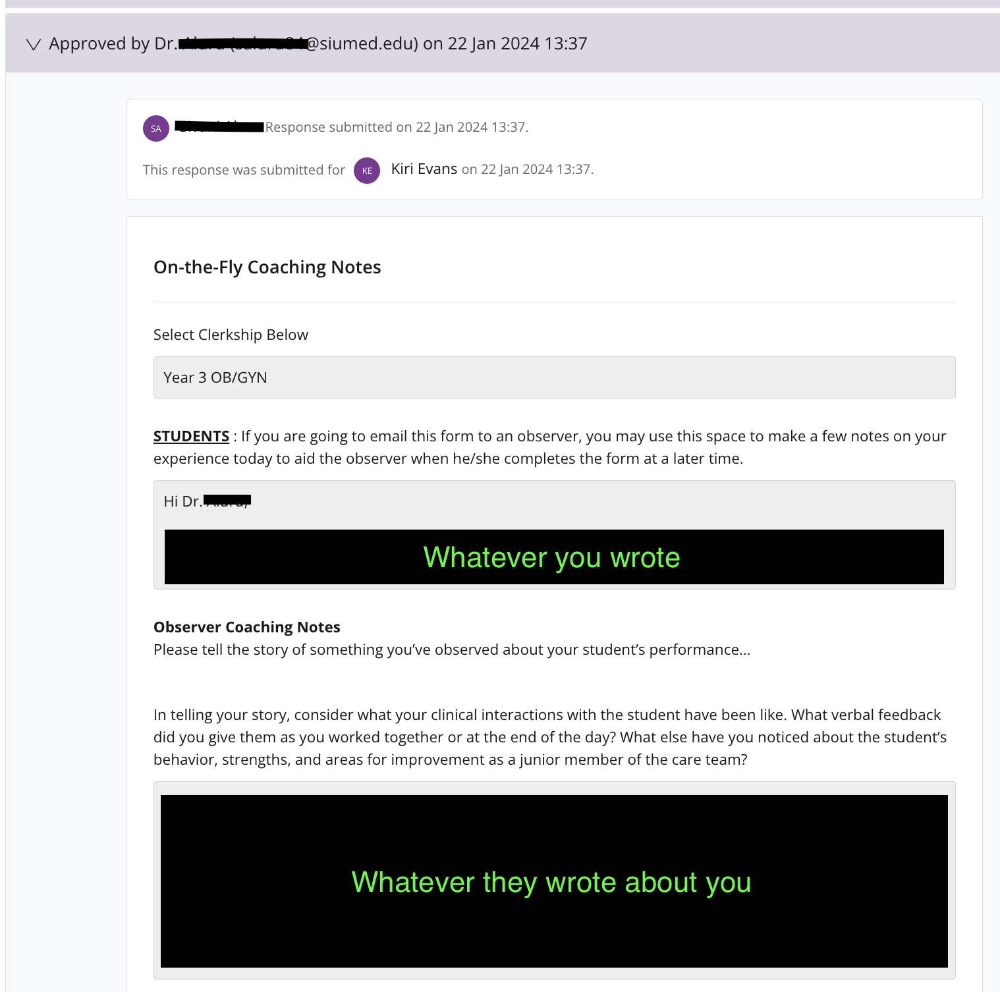 Approved by Dr. @siumed.edu) on 22 Jan 2024 13:37
SA Response submitted on 22 Jan 2024 13:37.
This response was submitted for KE Kiri Evans on 22 Jan 2024 13:37.
On-the-Fly Coaching Notes
Select Clerkship Below
Year 3 OB/GYN
STUDENTS : If you are going to email this form to an observer, you may use this space to make a few notes on your
experience today to aid the observer when he/she completes the form at a later time.
Hi Dr.
Whatever you wrote
Observer Coaching Notes
Please tell the story of something you’ve observed about your student’s performance...
In telling your story, consider what your clinical interactions with the student have been like. What verbal feedback
did you give them as you worked together or at the end of the day? What else have you noticed about the student’s
behavior, strengths, and areas for improvement as a junior member of the care team?
Whatever they wrote about you